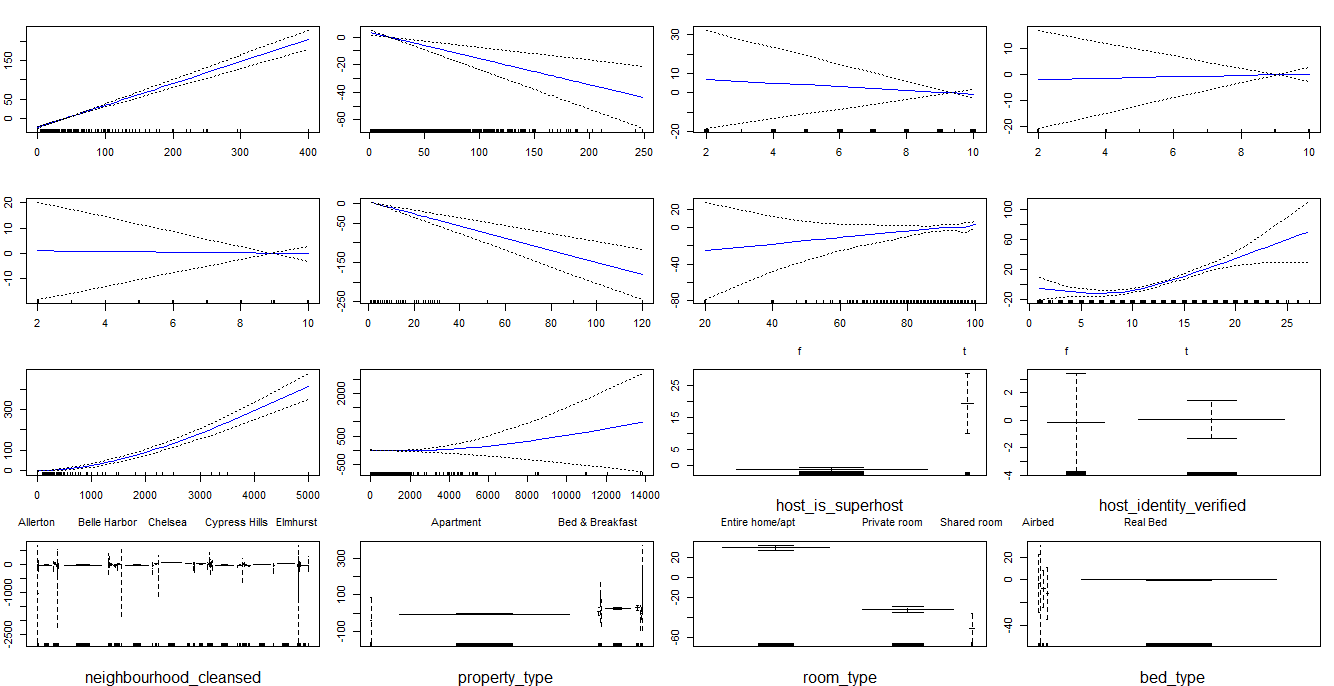 0 50 150
0 100 200 300 400
-60 -40 -20 0
0 50 100 150 200 250
-20 0 10 30
2 4 6 8 10
-20 -10 0 10
2 4 6 8 10
-10 0 10 20
2 4 6 8 10
-250 -150 -50 0
0 20 40 60 80 100 120
-80 -40 0 20
20 40 60 80 100
-20 20 60 100
0 5 10 15 20 25
0 100 300
0 1000 2000 3000 4000 5000
-500 500 2000
0 2000 4000 6000 8000 10000 14000
f t
0 5 15 25
host_is_superhost
f t
-4 -2 0 2
host_identity_verified
Allerton Belle Harbor Chelsea Cypress Hills Elmhurst
-2500 -1000 0
neighbourhood_cleansed
Apartment Bed & Breakfast
-100 0 100 300
property_type
Entire home/apt Private room Shared room
-60 -20 0 20
room_type
Airbed Real Bed
-40 0 20
bed_type